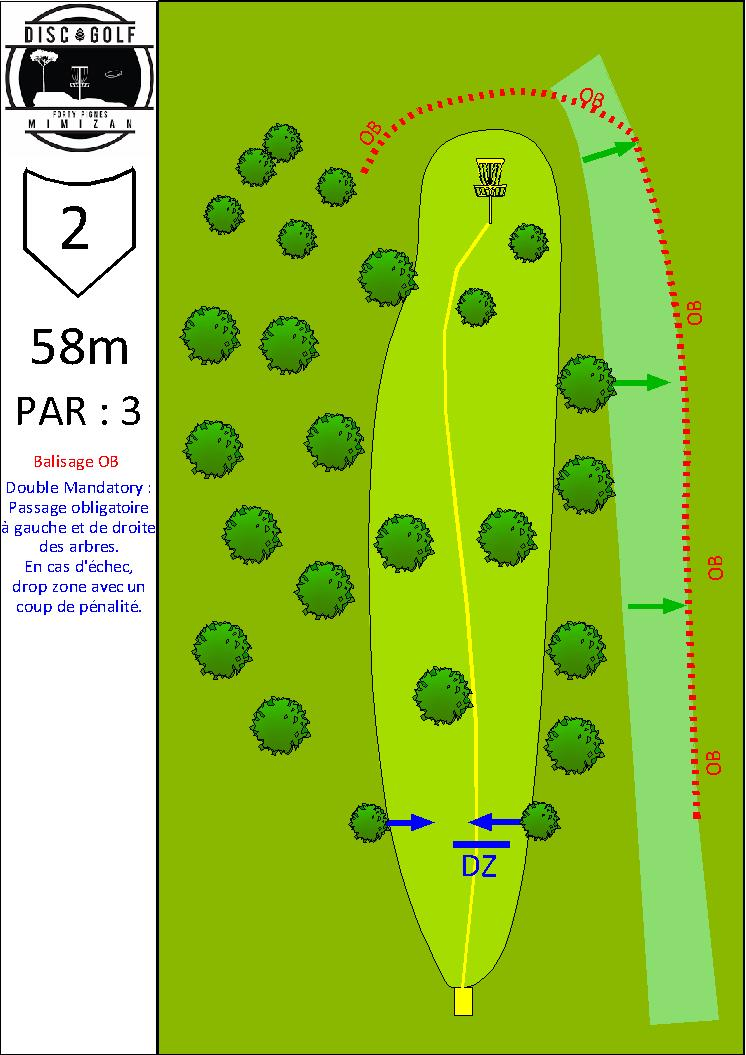 DISC GOLF
FORTY PIGNES
MIMIZAN
2
58m
PAR : 3
Balisage OB
Double Mandatory :
Passage obligatoire
à gauche et de droite
des arbres.
En cas d'échec,
drop zone avec un
coup de pénalité.
OB
OB
OB
OB
OB
DZ